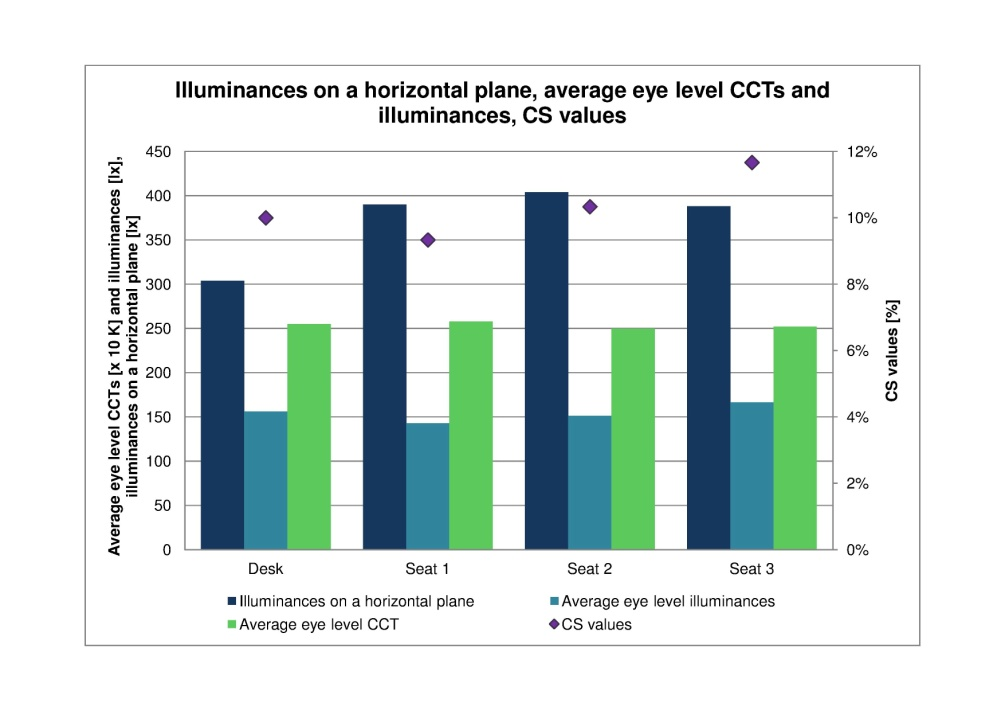 Illuminances on a horizontal plane, average eye level CCTs and
illuminances, CS values
Average eye level CCTs [x 10 K] and illuminances [lx],
illuminances on a horizontal plane [lx]
450
400
350
300
250
200
150
100
50
0
12%
10%
8%
6%
4%
2%
0%
CS values [%]
Desk
Seat 1
Seat 2
Seat 3
Illuminances on a horizontal plane
Average eye level illuminances
Average eye level CCT
CS values